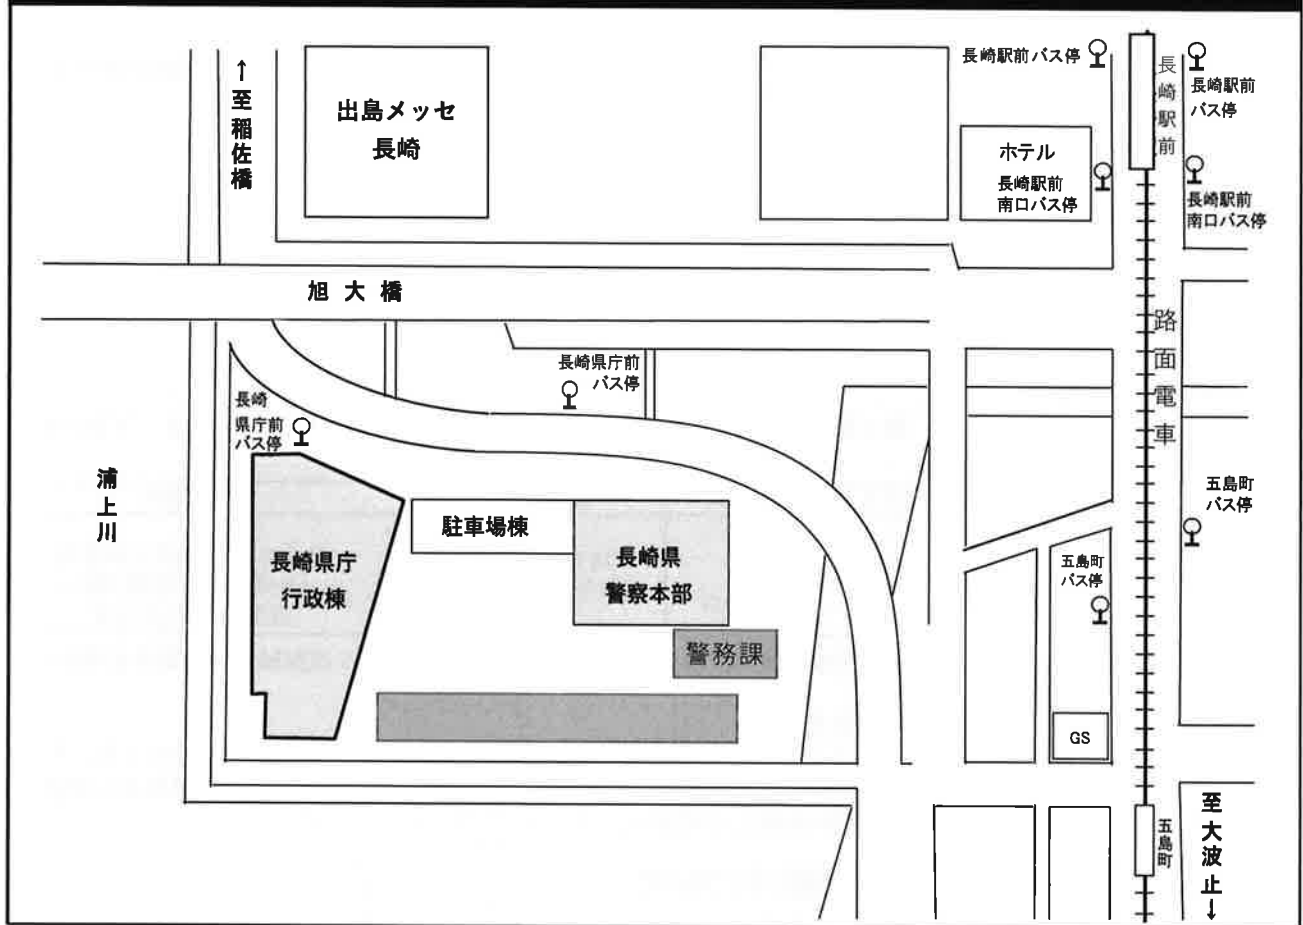 ↑至稲佐橋
出島メッセ
長崎
長崎駅前バス停
長崎駅前
長崎駅前
バス停
ホテル
長崎駅前
南口バス停
長崎駅前
南口バス停
旭大橋
路面電車
長崎県庁前
バス停
長崎
県庁前
バス停
浦上川
五島町
バス停
駐車場棟
長崎県庁
行政棟
長崎県
警察本部
五島町
バス停
警務課
GS
五島町
至大波止↓